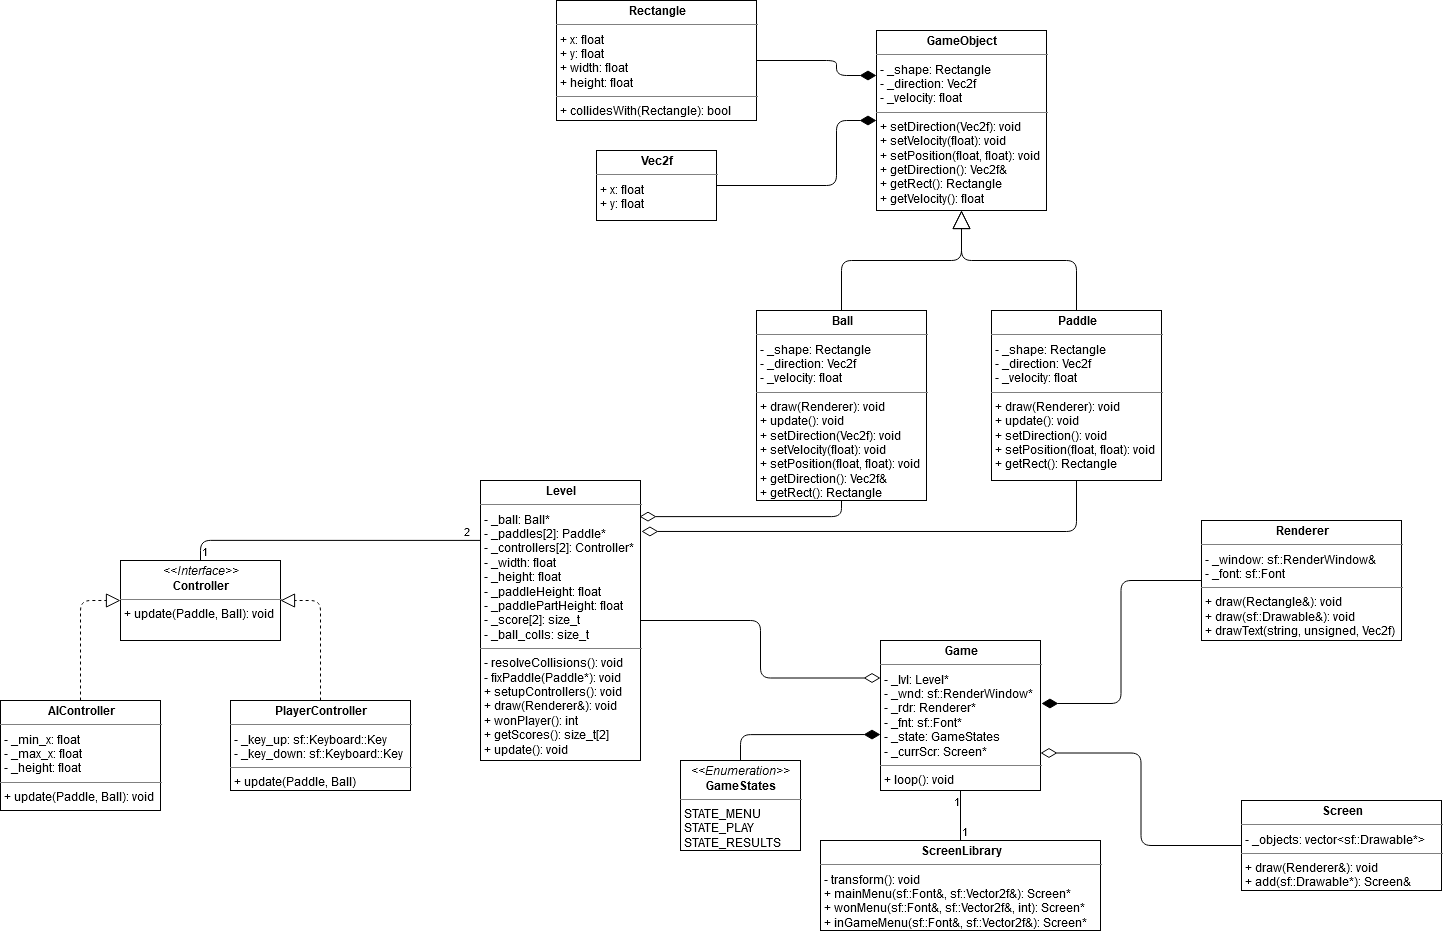 Rectangle
+ x: float
+ y: float
+ width: float
+ height: float
+ collidesWith(Rectangle): bool
GameObject
- _shape: Rectangle
- _direction: Vec2f
- _velocity: float
+ setDirection(Vec2f): void
+ setVelocity(float): void
+ setPosition(float, float): void
+ getDirection(): Vec2f&
+ getRect(): Rectangle
+ getVelocity(): float
Vec2f
+ x: float
+ y: float
Ball
- _shape: Rectangle
- _direction: Vec2f
- _velocity: float
+ draw(Renderer): void
+ update(): void
+ setDirection(Vec2f): void
+ setVelocity(float): void
+ setPosition(float, float): void
+ getDirection(): Vec2f&
+ getRect(): Rectangle
Paddle
- _shape: Rectangle
- _direction: Vec2f
- _velocity: float
+ draw(Renderer): void
+ update(): void
+ setDirection(): void
+ setPosition(float, float): void
+ getRect(): Rectangle
Level
- _ball: Ball*
- _paddles[2]: Paddle*
- _controllers[2]: Controller*
- _width: float
- _height: float
- _paddleHeight: float
- _paddlePartHeight: float
- _score[2]: size_t
- _ball_colls: size_t
- resolveCollisions(): void
- fixPaddle(Paddle*): void
+ setupControllers(): void
+ draw(Renderer&): void
+ wonPlayer(): int
+ getScores(): size_t[2]
+ update(): void
2
1
<<Interface>>
Controller
+ update(Paddle, Ball): void
AIController
- _min_x: float
- _max_x: float
- _height: float
+ update(Paddle, Ball): void
PlayerController
- _key_up: sf::Keyboard::Key
- _key_down: sf::Keyboard::Key
+ update(Paddle, Ball)
Renderer
- _window: sf::RenderWindow&
- _font: sf::Font
+ draw(Rectangle&): void
+ draw(sf::Drawable&): void
+ drawText(string, unsigned, Vec2f)
Game
- _lvl: Level*
- _wnd: sf::RenderWindow*
- _rdr: Renderer*
- _fnt: sf::Font*
- _state: GameStates
- _currScr: Screen*
+ loop(): void
<<Enumeration>>
GameStates
STATE_MENU
STATE_PLAY
STATE_RESULTS
1
1
ScreenLibrary
- transform(): void
+ mainMenu(sf::Font&, sf::Vector2f&): Screen*
+ wonMenu(sf::Font&, sf::Vector2f&, int): Screen*
+ inGameMenu(sf::Font&, sf::Vector2f&): Screen*
Screen
- _objects: vector<sf::Drawable*>
+ draw(Renderer&): void
+ add(sf::Drawable*): Screen&